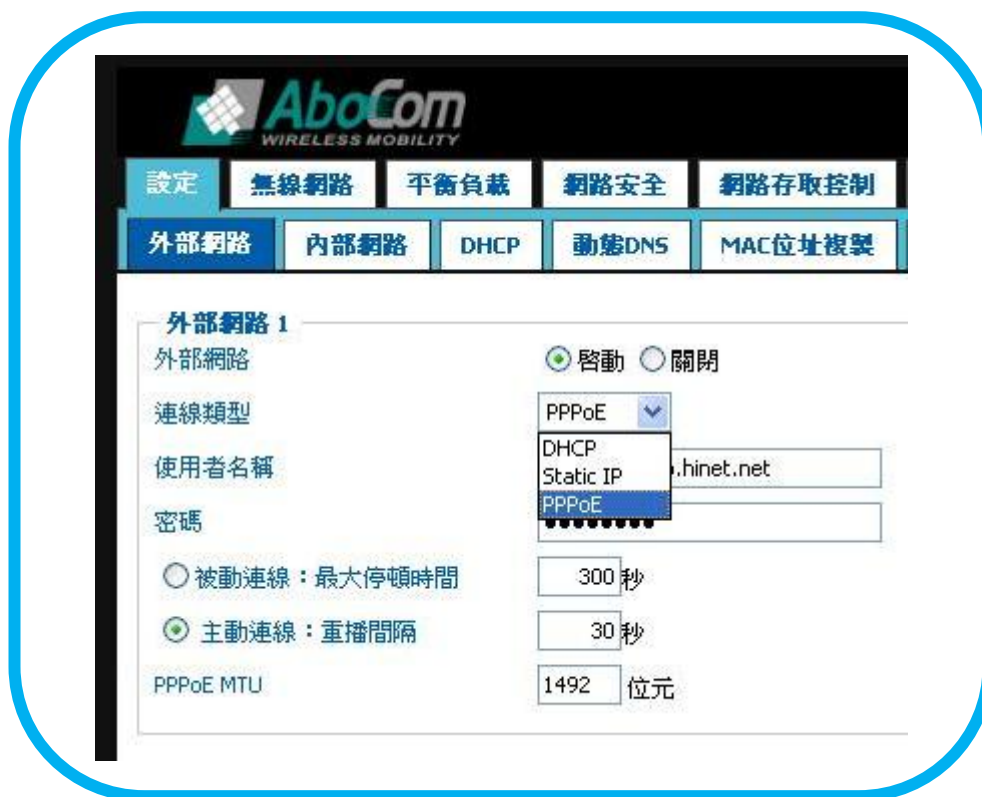 AboCom
WIRELESS MOBILITY
設定 無線網路 平衡負載 網路安全 網路存取控制
外部網路 內部網路 DHCP 動態DNS MAC位址複製
外部網路 1
外部網路 啓動 關閉
連線類型 PPPoE
DHCP
使用者名稱 Static IP .hinet.net
PPPoE
密碼 ••••••••
被動連線：最大停頓時間 300 秒
主動連線：重播間隔 30 秒
PPPoE MTU 1492 位元